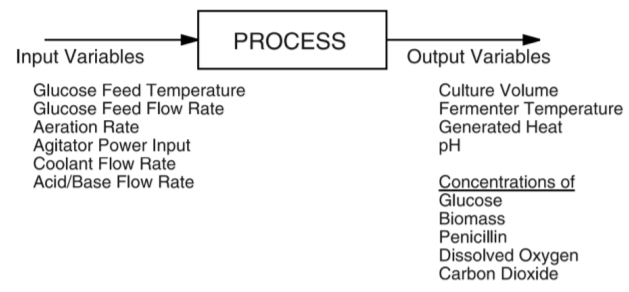 PROCESS
Input Variables
Output Variables
Glucose Feed Temperature
Glucose Feed Flow Rate
Aeration Rate
Agitator Power Input
Coolant Flow Rate
Acid/Base Flow Rate
Culture Volume
Fermenter Temperature
Generated Heat
pH
Concentrations of
Glucose
Biomass
Penicillin
Dissolved Oxygen
Carbon Dioxide